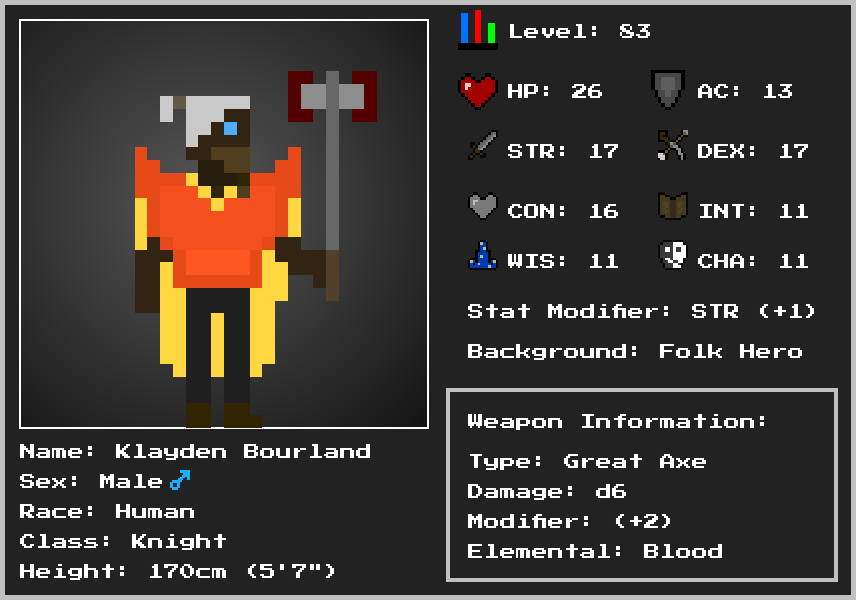 Level: 83
HP: 26
AC: 13
STR: 17
DEX: 17
CON: 16
INT: 11
WIS: 11
CHA: 11
Stat Modifier: STR (+1)
Background: Folk Hero
Weapon Information:
Type: Great Axe
Damage: d6
Modifier: (+2)
Elemental: Blood
Name: Klayden Bourland
Sex: Male♂
Race: Human
Class: Knight
Height: 170cm (5'7")